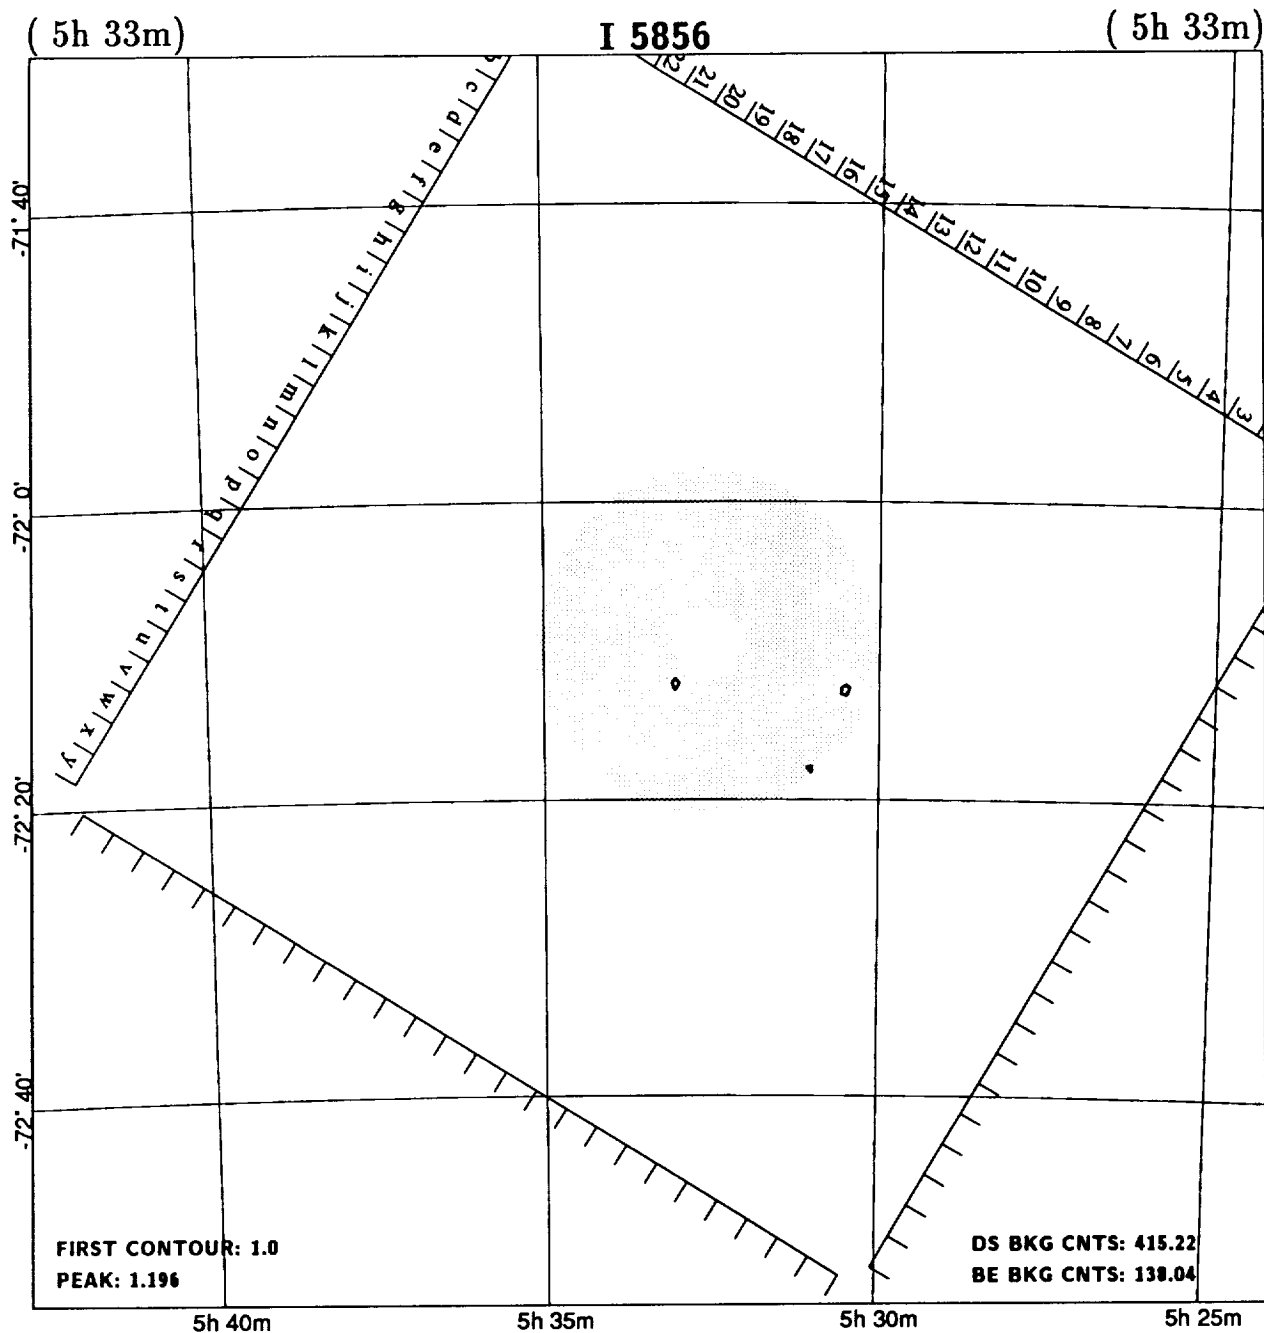 ( 5h 33m)
I 5856
( 5h 33m)
b
c
d
e
f
g
h
i
j
k
l
m
n
o
p
q
r
s
t
u
v
w
x
y
22
21
20
19
18
17
16
15
14
13
12
11
10
9
8
7
6
5
4
3
-71° 40'
-72° 0'
-72° 20'
-72° 40'
FIRST CONTOUR: 1.0
PEAK: 1.196
DS BKG CNTS: 415.22
BE BKG CNTS: 138.04
5h 40m
5h 35m
5h 30m
5h 25m